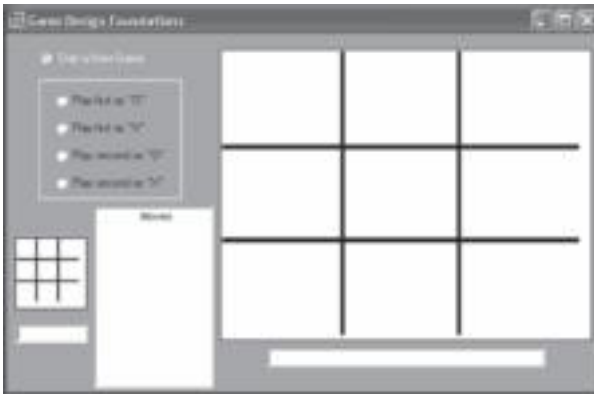 Game Design Foundations
Start a New Game
Play first as "O"
Play first as "X"
Play second as "O"
Play second as "X"
Moves